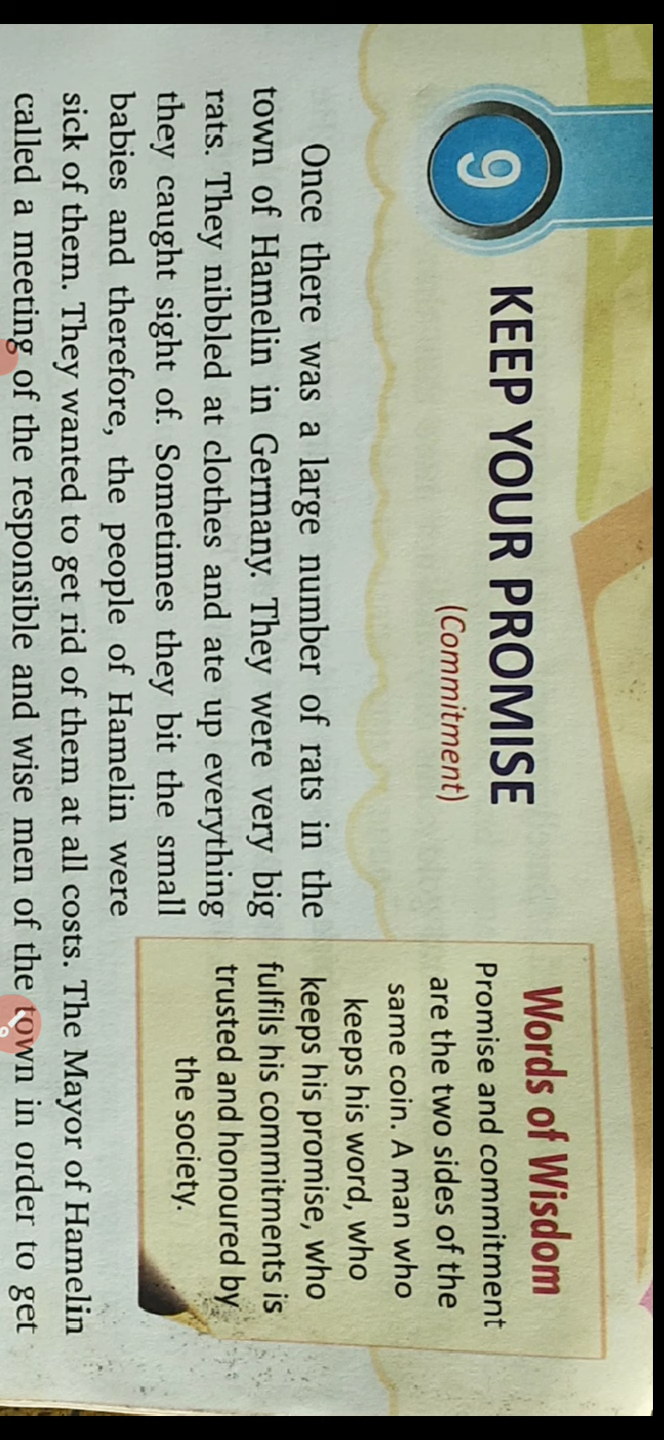 9
KEEP YOUR PROMISE
(Commitment)
Words of Wisdom
Promise and commitment
are the two sides of the
same coin. A man who
keeps his word, who
keeps his promise, who
fulfils his commitments is
trusted and honoured by
the society.
Once there was a large number of rats in the
town of Hamelin in Germany. They were very big
rats. They nibbled at clothes and ate up everything
they caught sight of. Sometimes they bit the small
babies and therefore, the people of Hamelin were
sick of them. They wanted to get rid of them at all costs. The Mayor of Hamelin
called a meeting of the responsible and wise men of the town in order to get